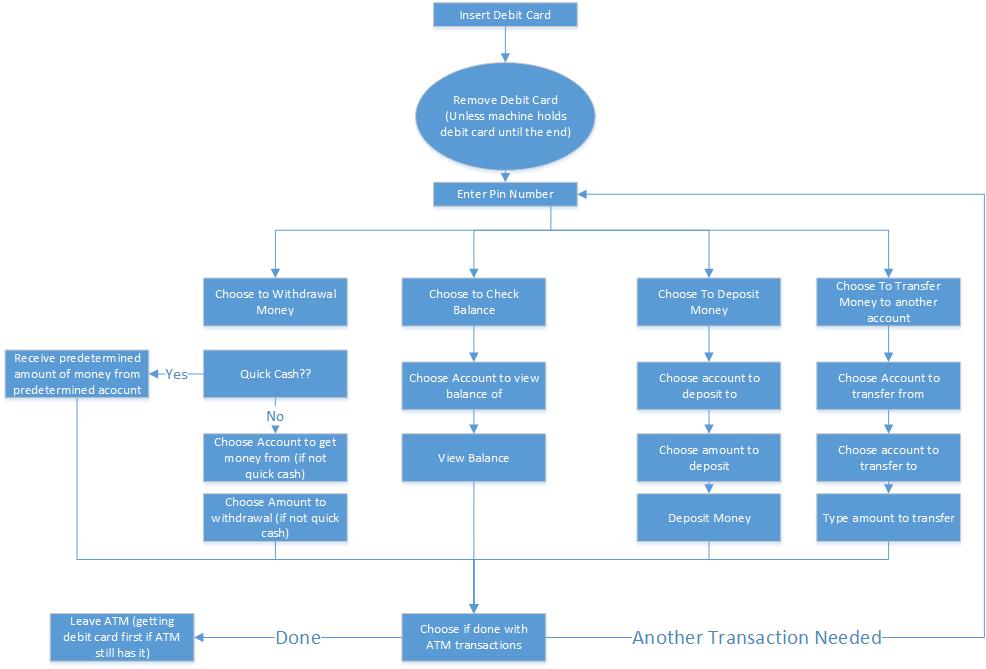 Insert Debit Card
Remove Debit Card
(Unless machine holds
debit card until the end)
Enter Pin Number
Choose to Withdrawal
Money
Choose to Check
Balance
Choose To Deposit
Money
Choose To Transfer
Money to another
account
Receive predetermined
amount of money from
predetermined acocunt
Yes
Quick Cash??
Choose Account to view
balance of
Choose account to
deposit to
Choose Account to
transfer from
No
Choose Account to get
money from (if not
quick cash)
View Balance
Choose amount to
deposit
Choose account to
transfer to
Choose Amount to
withdrawal (if not quick
cash)
Deposit Money
Type amount to transfer
Leave ATM (getting
debit card first if ATM
still has it)
Done
Choose if done with
ATM transactions
Another Transaction Needed